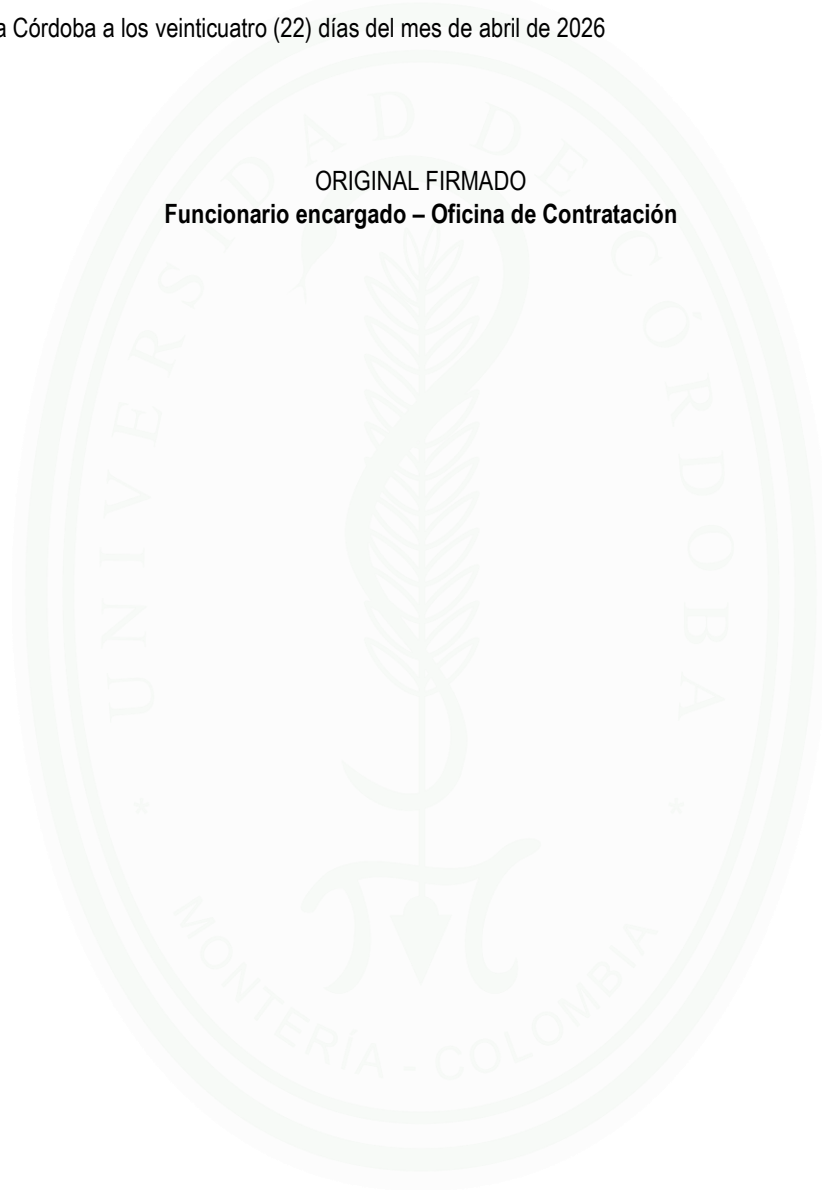 a Córdoba a los veinticuatro (22) días del mes de abril de 2026
ORIGINAL FIRMADO
Funcionario encargado – Oficina de Contratación
UNIVERSIDAD DE CÓRDOBA
* *
MONTERÍA - COLOMBIA